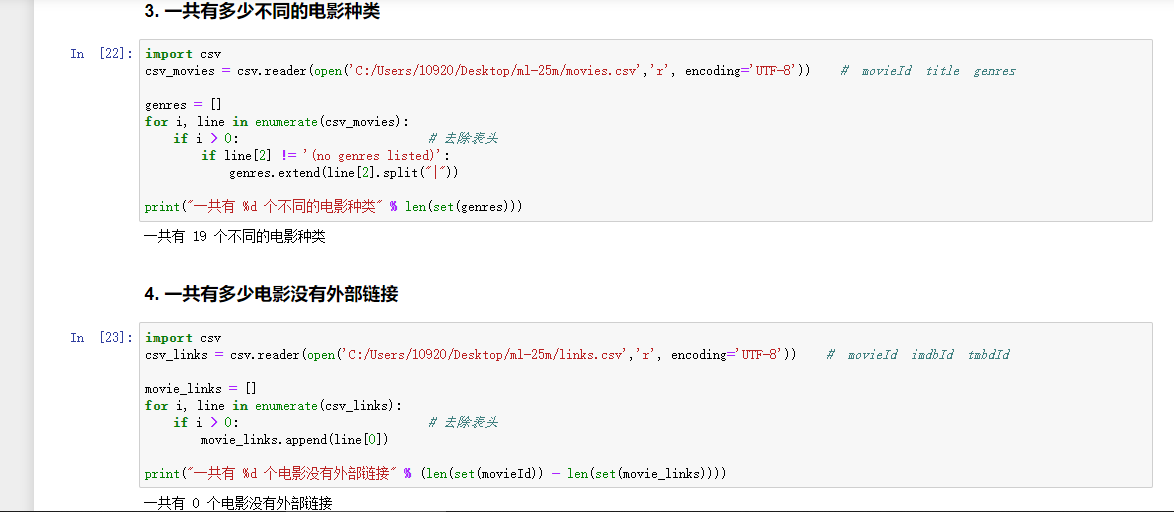 3. 一共有多少不同的电影种类
In [22]: import csv
csv_movies = csv.reader(open('C:/Users/10920/Desktop/ml-25m/movies.csv','r', encoding='UTF-8')) # movieId title genres
genres = []
for i, line in enumerate(csv_movies):
if i > 0: # 去除表头
if line[2] != '(no genres listed)':
genres.extend(line[2].split("|"))
print("一共有 %d 个不同的电影种类" % len(set(genres)))
一共有 19 个不同的电影种类
4. 一共有多少电影没有外部链接
In [23]: import csv
csv_links = csv.reader(open('C:/Users/10920/Desktop/ml-25m/links.csv','r', encoding='UTF-8')) # movieId imdbId tmbdId
movie_links = []
for i, line in enumerate(csv_links):
if i > 0: # 去除表头
movie_links.append(line[0])
print("一共有 %d 个电影没有外部链接" % (len(set(movieId)) - len(set(movie_links))))
一共有 0 个电影没有外部链接